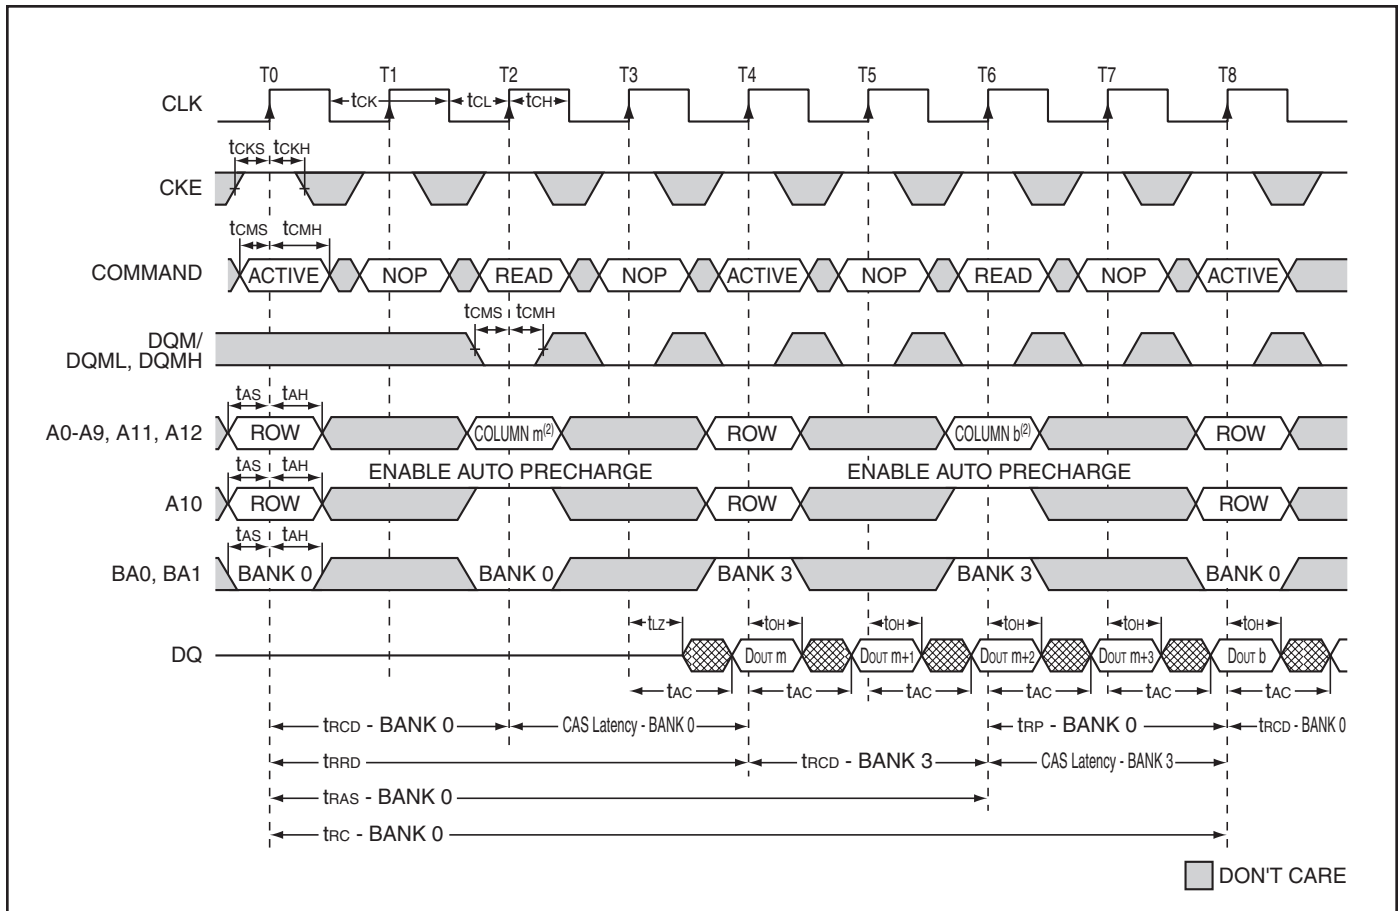 T0 T1 T2 T3 T4 T5 T6 T7 T8
CLK tCK tCL tCH
tCKS tCKH
CKE
tCMS tCMH
COMMAND ACTIVE NOP READ NOP ACTIVE NOP READ NOP ACTIVE
tCMS tCMH
DQM/
DQML, DQMH
tAS tAH
A0-A9, A11, A12 ROW COLUMN m(2) ROW COLUMN b(2) ROW
tAS tAH ENABLE AUTO PRECHARGE ENABLE AUTO PRECHARGE
A10 ROW ROW ROW
tAS tAH
BA0, BA1 BANK 0 BANK 0 BANK 3 BANK 3 BANK 0
tLZ tOH tOH tOH tOH tOH
DQ DOUT m DOUT m+1 DOUT m+2 DOUT m+3 DOUT b
tAC tAC tAC tAC tAC tAC
tRCD - BANK 0 CAS Latency - BANK 0 tRP - BANK 0 tRCD - BANK 0
tRRD tRCD - BANK 3 CAS Latency - BANK 3
tRAS - BANK 0
tRC - BANK 0
DON'T CARE